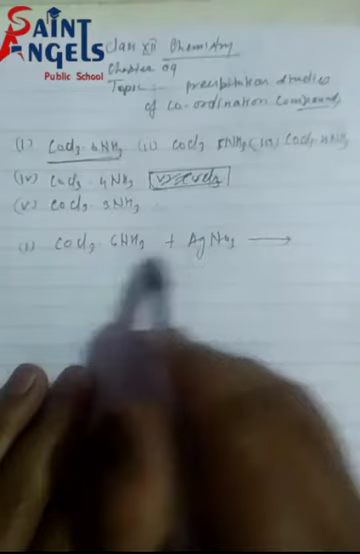 SAINT
ANGELS
Public School
Class XII Chemistry
Chapter 09
Topic :- precipitation studies
of co-ordination compounds
(i) CoCl3·6NH3 (ii) CoCl3 5NH3 (iii) CoCl3·4NH3
(iv) CoCl3·4NH3
(v) CoCl3·3NH3
(i) CoCl3·6NH3 + AgNO3 →